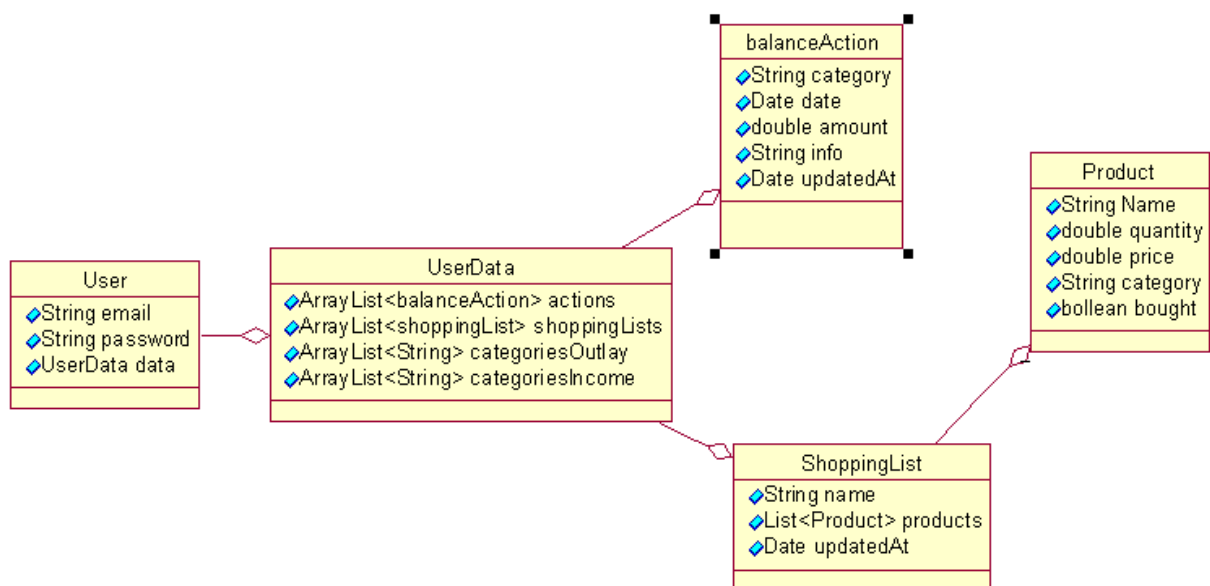 balanceAction
String category
Date date
double amount
String info
Date updatedAt
Product
String Name
double quantity
double price
String category
bollean bought
User
String email
String password
UserData data
UserData
ArrayList<balanceAction> actions
ArrayList<shoppingList> shoppingLists
ArrayList<String> categoriesOutlay
ArrayList<String> categoriesIncome
ShoppingList
String name
List<Product> products
Date updatedAt